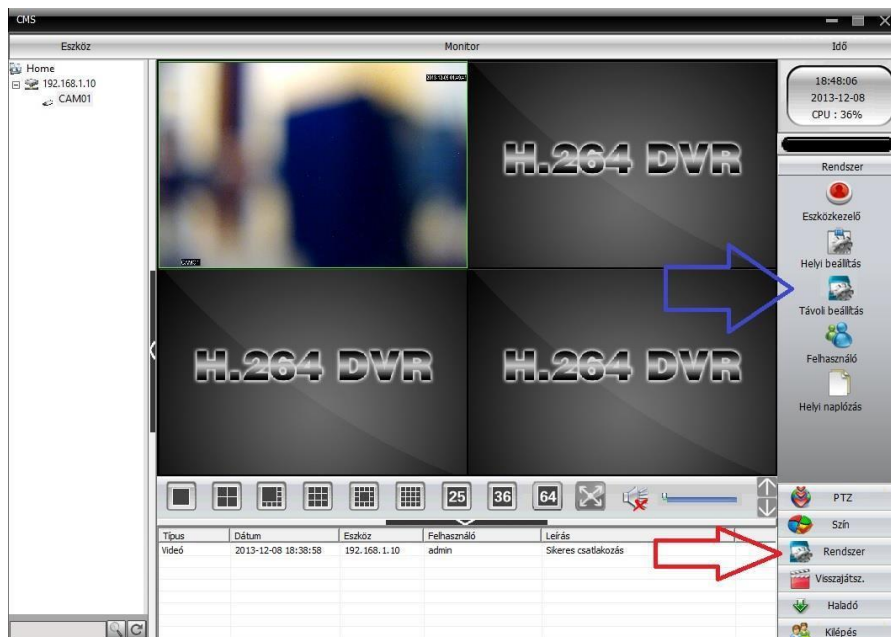 CMS
Eszköz
Monitor
Idő
Home
192.168.1.10
CAM01
CAM01
H.264 DVR
H.264 DVR
H.264 DVR
18:48:06
2013-12-08
CPU : 36%
Rendszer
Eszközkezelő
Helyi beállítás
Távoli beállítás
Felhasználó
Helyi naplózás
25 36 64
PTZ
Szín
Rendszer
Visszajátsz.
Haladó
Kilépés
Típus Dátum Eszköz Felhasználó Leírás
Videó 2013-12-08 18:38:58 192.168.1.10 admin Sikeres csatlakozás